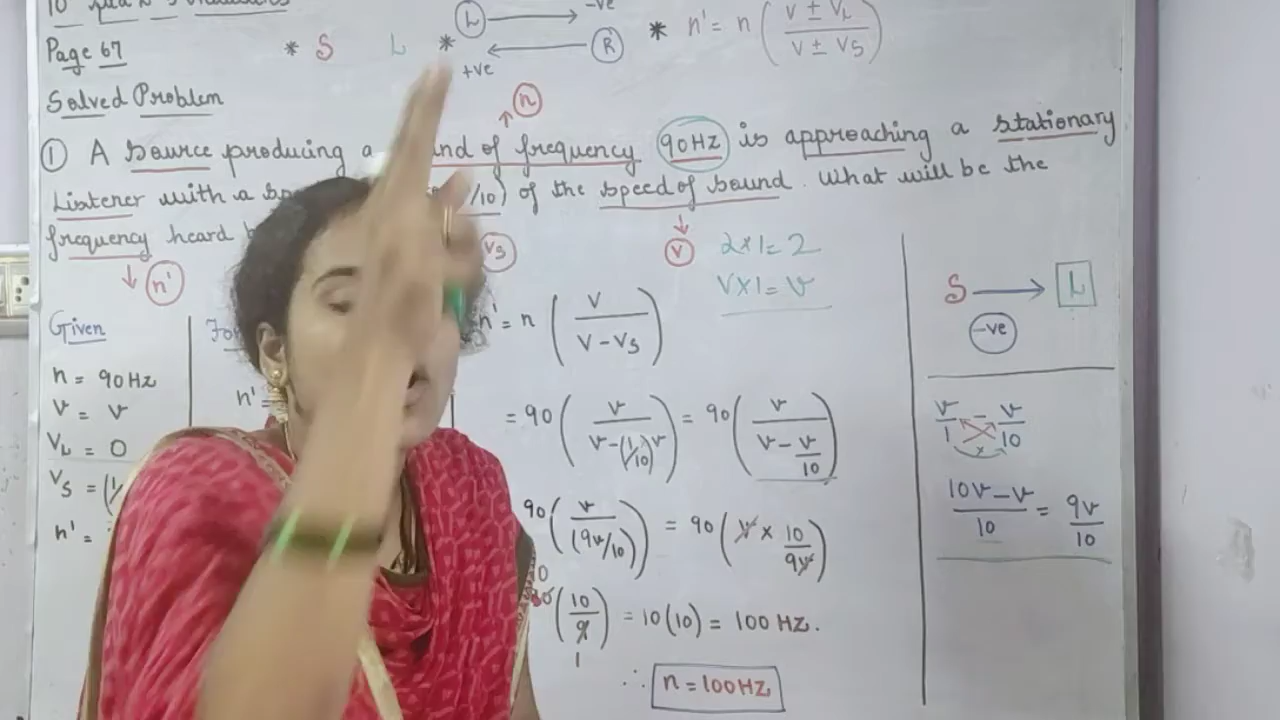 Page 67
* S L * L -ve
R +ve
* n' = n ( V ± VL / V ± VS )
Solved Problem
n
① A source producing a of frequency 90Hz is approaching a stationary
Listener with a /10) of the speed of sound. What will be the
frequency heard
n' Vs V
2×1=2
V×1=V
S → L
-ve
Given
n = 90Hz
V = V
VL = 0
Vs = (1/
n' =
n' =
n' = n ( V / V - Vs )
= 90 ( V / V-(1/10)V ) = 90 ( V / V - V/10 )
90 ( V / (9V/10) ) = 90 ( V × 10/9V )
( 10/9 ) = 10(10) = 100 Hz.
1
∴ n = 100Hz
V/1 - V/10
10V-V / 10 = 9V / 10